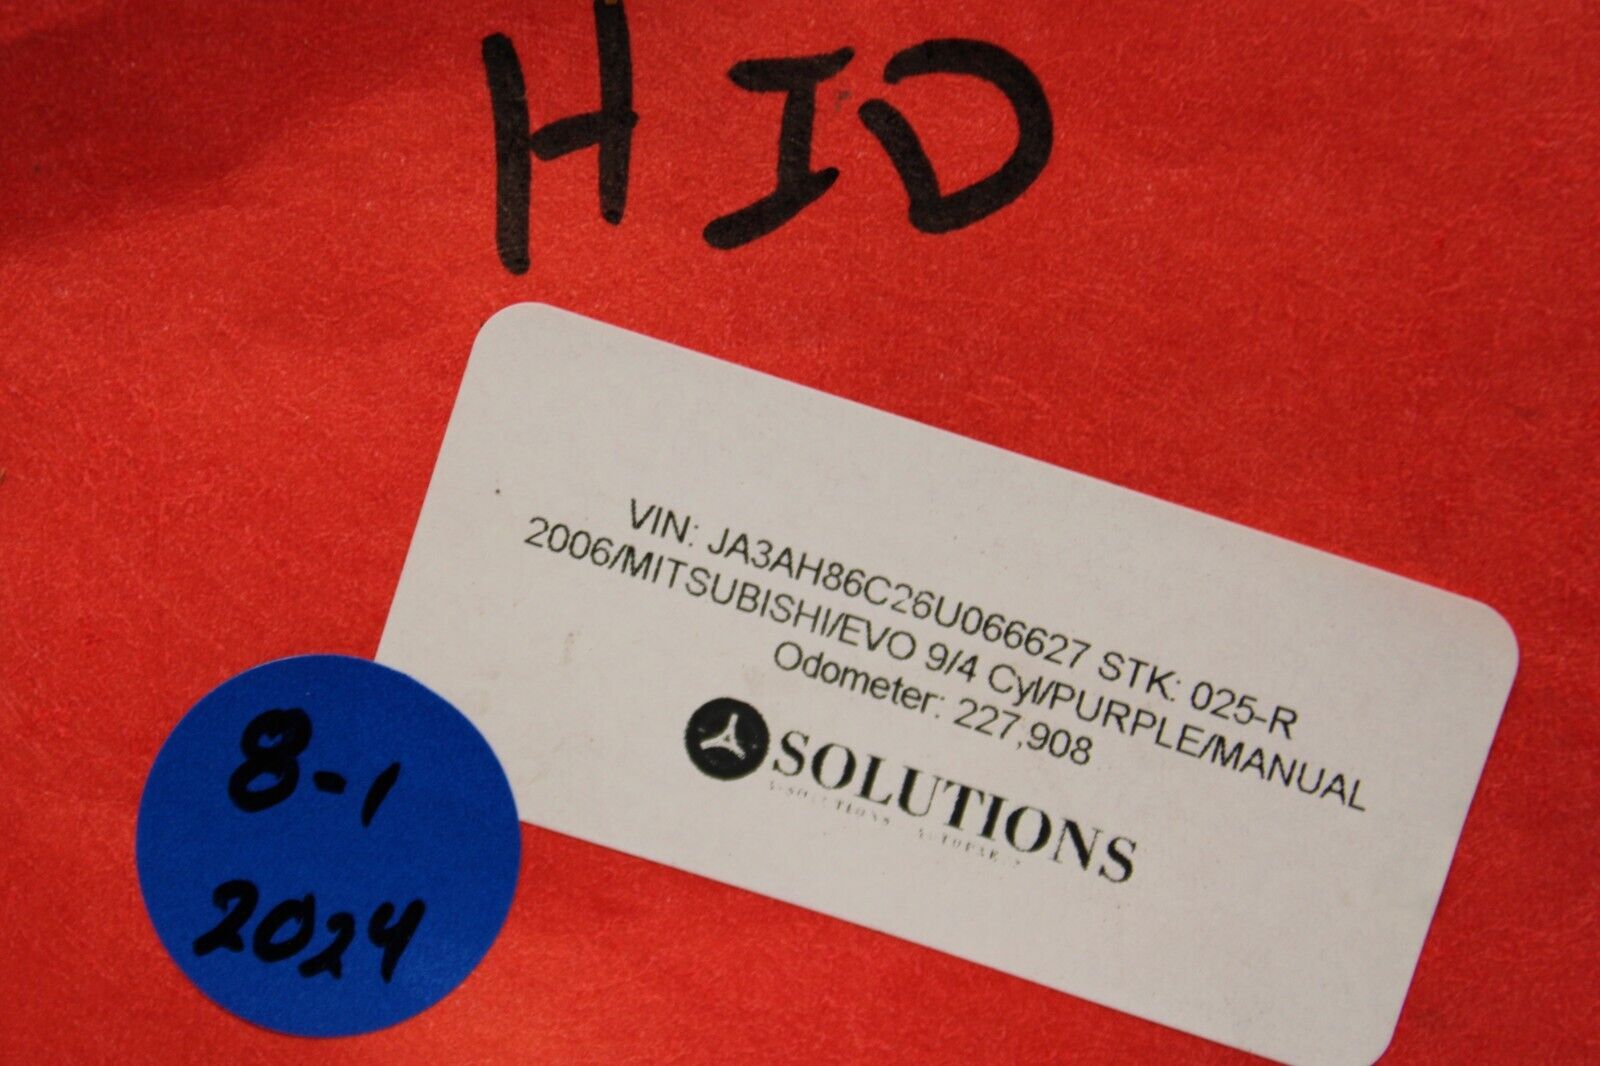 HID
VIN: JA3AH86C26U066627 STK: 025-R
2006/MITSUBISHI/EVO 9/4 Cyl/PURPLE/MANUAL
Odometer: 227,908
SOLUTIONS
8-1
2024